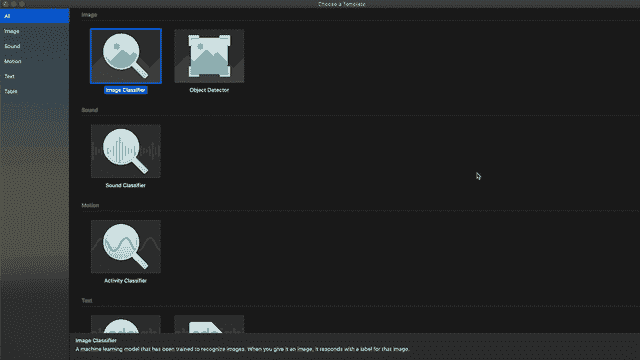 Choose a Template
All
Image
Sound
Motion
Text
Table
Image
Image Classifier
Object Detector
Sound
Sound Classifier
Motion
Activity Classifier
Text
Image Classifier
A machine learning model that has been trained to recognize images. When you give it an image, it responds with a label for that image.